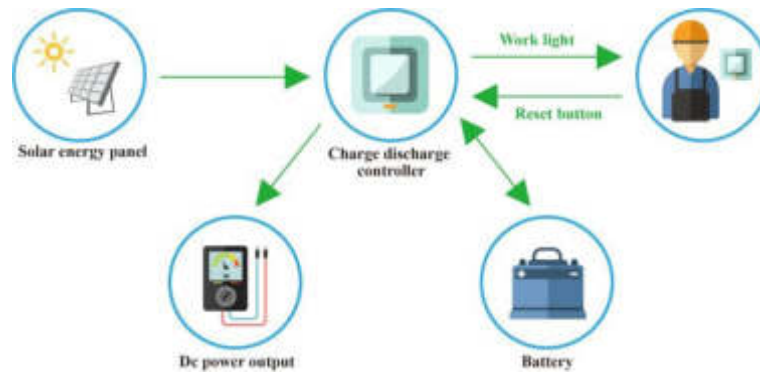 Work light
Reset button
Solar energy panel
Charge discharge
controller
Dc power output
Battery